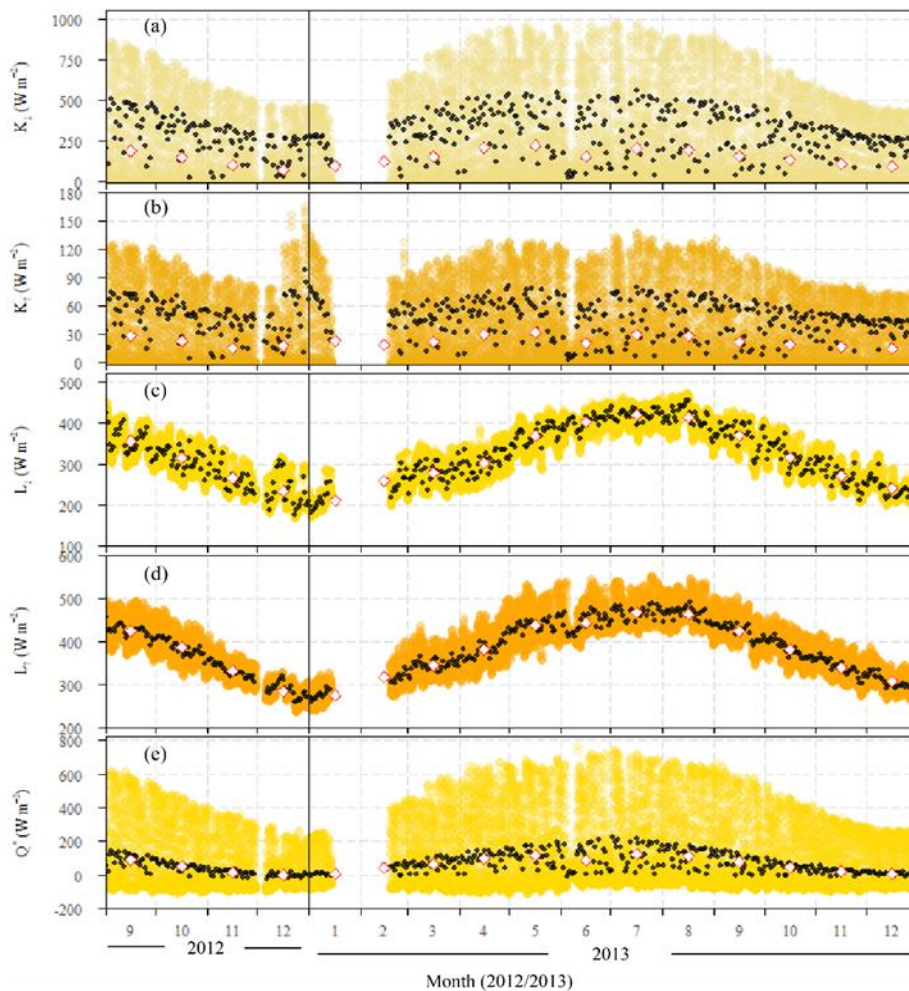 (a)
1000
750
500
250
0
K↓ (W m⁻²)
(b)
180
150
120
90
60
30
0
K↑ (W m⁻²)
(c)
500
400
300
200
100
L↓ (W m⁻²)
(d)
600
500
400
300
200
L↑ (W m⁻²)
(e)
800
600
400
200
0
-200
Q* (W m⁻²)
9 10 11 12 1 2 3 4 5 6 7 8 9 10 11 12
2012 2013
Month (2012/2013)